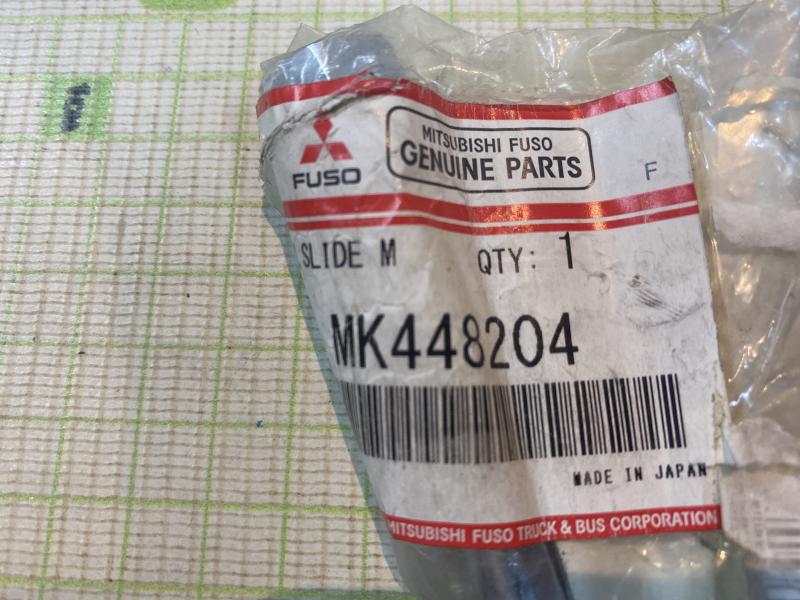 MITSUBISHI FUSO
GENUINE PARTS
FUSO
F
SLIDE M QTY: 1
MK448204
MADE IN JAPAN
MITSUBISHI FUSO TRUCK & BUS CORPORATION